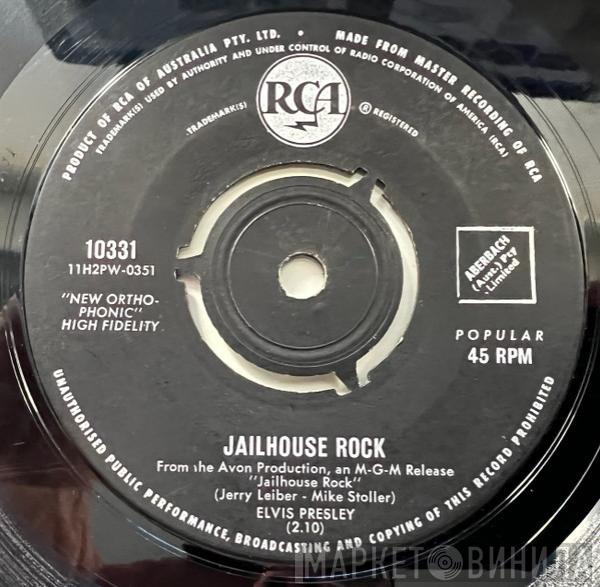 PRODUCT OF RCA OF AUSTRALIA PTY. LTD. • MADE FROM MASTER RECORDING OF RCA
TRADEMARK(S) USED BY AUTHORITY AND UNDER CONTROL OF RADIO CORPORATION OF AMERICA (RCA)
RCA
TRADEMARK(S) ® REGISTERED
10331
11H2PW-0351
"NEW ORTHO-
PHONIC"
HIGH FIDELITY
ABERBACH
(Aust.) Pty
Limited
POPULAR
45 RPM
JAILHOUSE ROCK
From the Avon Production, an M-G-M Release
"Jailhouse Rock"
(Jerry Leiber - Mike Stoller)
ELVIS PRESLEY
(2.10)
UNAUTHORISED PUBLIC PERFORMANCE, BROADCASTING AND COPYING OF THIS RECORD PROHIBITED
МАРКЕТ ВИНИЛА